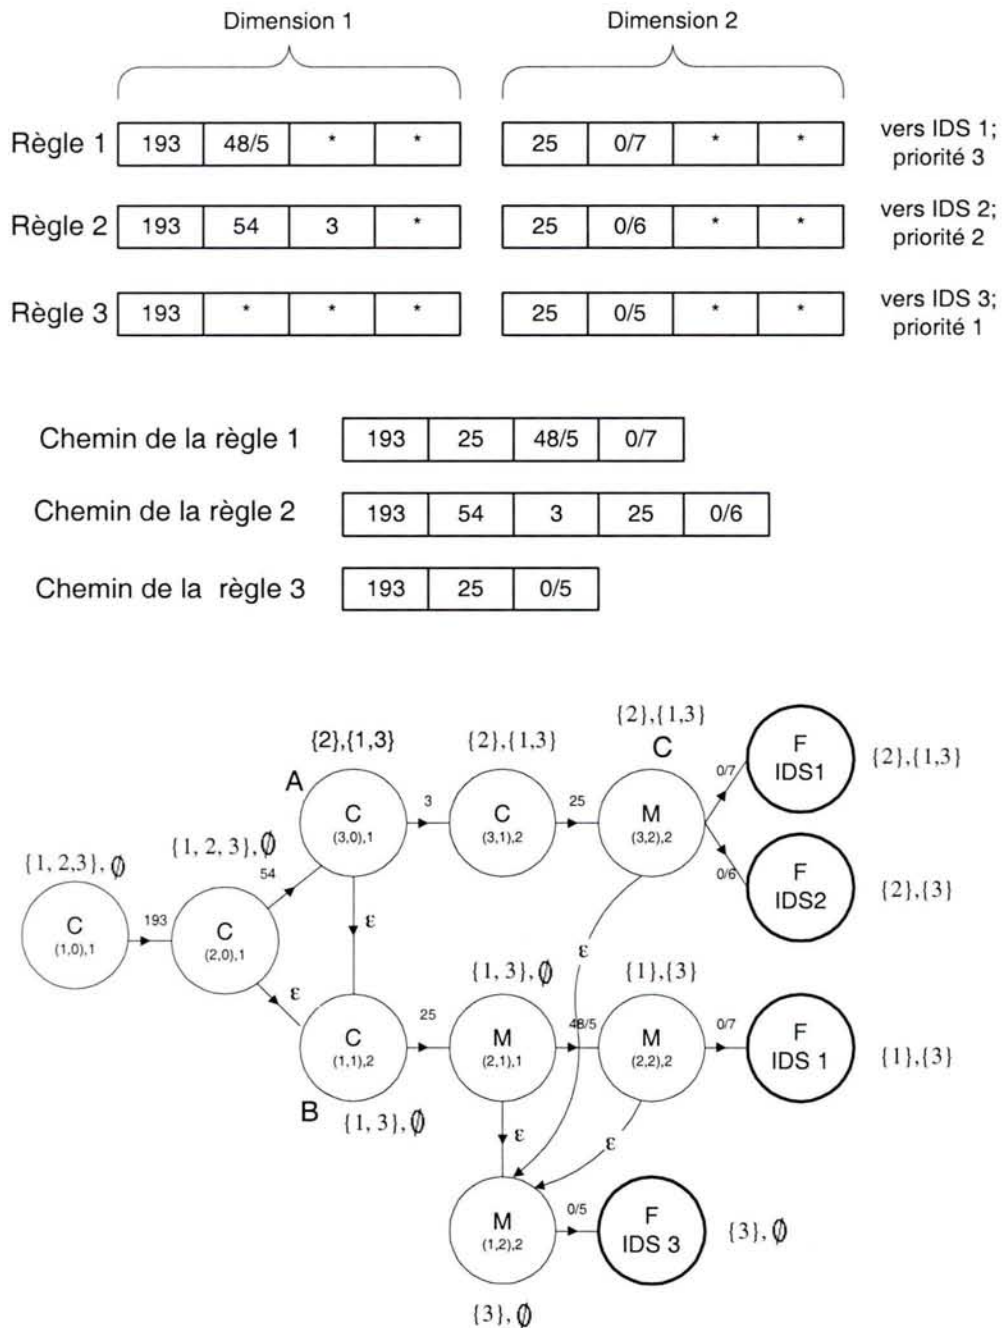 Dimension 1 Dimension 2
Règle 1 193 48/5 * * 25 0/7 * * vers IDS 1;
priorité 3
Règle 2 193 54 3 * 25 0/6 * * vers IDS 2;
priorité 2
Règle 3 193 * * * 25 0/5 * * vers IDS 3;
priorité 1
Chemin de la règle 1 193 25 48/5 0/7
Chemin de la règle 2 193 54 3 25 0/6
Chemin de la règle 3 193 25 0/5
{2},{1,3} {2},{1,3} {2},{1,3}
A C
C
(3,0),1
3
C
(3,1),2
25
M
(3,2),2
0/7
F
IDS1
{2},{1,3}
0/6
F
IDS2
{2},{3}
{1, 2,3}, ∅
C
(1,0),1
193
{1, 2, 3}, ∅
C
(2,0),1
54
ε
ε
ε
B
C
(1,1),2
{1, 3}, ∅
25
{1, 3}, ∅
M
(2,1),1
48/5
{1},{3}
M
(2,2),2
0/7
F
IDS 1
{1},{3}
ε
ε
M
(1,2),2
{3}, ∅
0/5
F
IDS 3
{3}, ∅